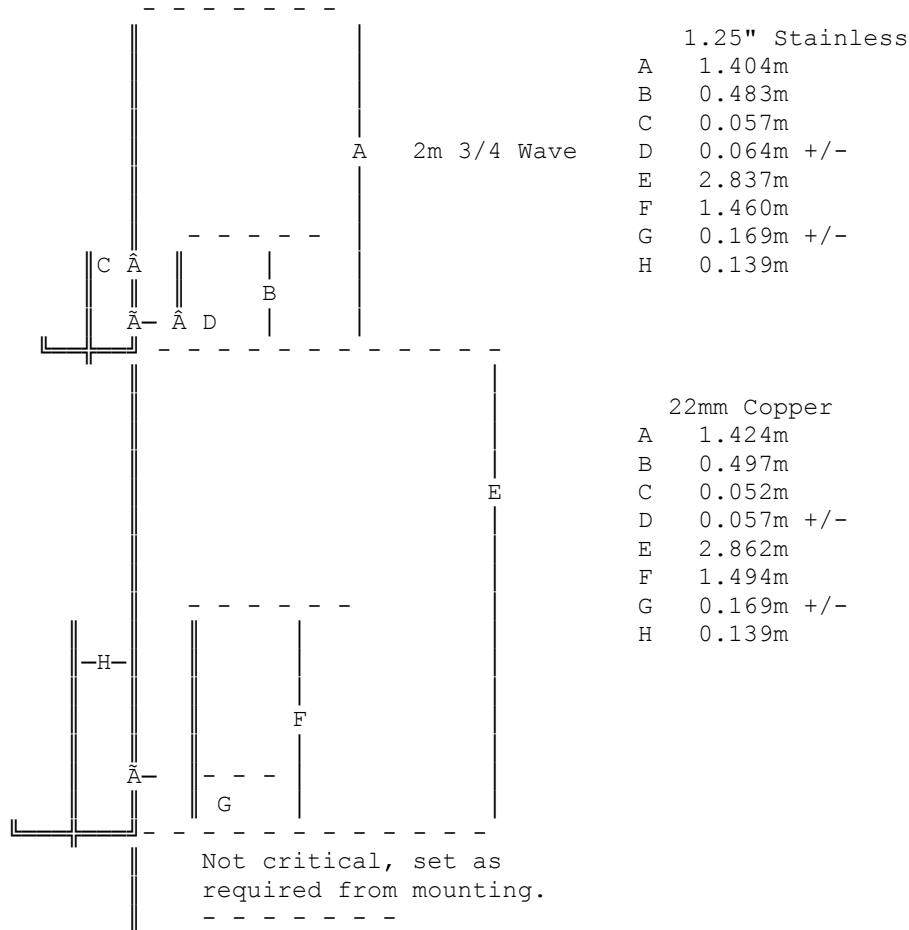 1.25" Stainless
A 1.404m
B 0.483m
C 0.057m
A 2m 3/4 Wave D 0.064m +/-
E 2.837m
F 1.460m
G 0.169m +/-
C Â H 0.139m
B
Ã Â D
22mm Copper
A 1.424m
B 0.497m
C 0.052m
E D 0.057m +/-
E 2.862m
F 1.494m
G 0.169m +/-
H 0.139m
H
F
Ã
G
Not critical, set as
required from mounting.